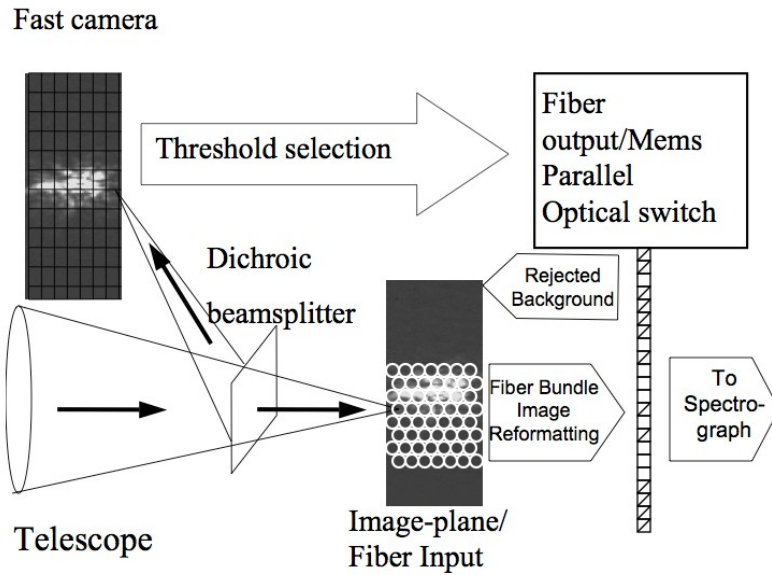 Fast camera
Threshold selection
Fiber
output/Mems
Parallel
Optical switch
Dichroic
beamsplitter
Rejected
Background
Fiber Bundle
Image
Reformatting
To
Spectro-
graph
Telescope
Image-plane/
Fiber Input